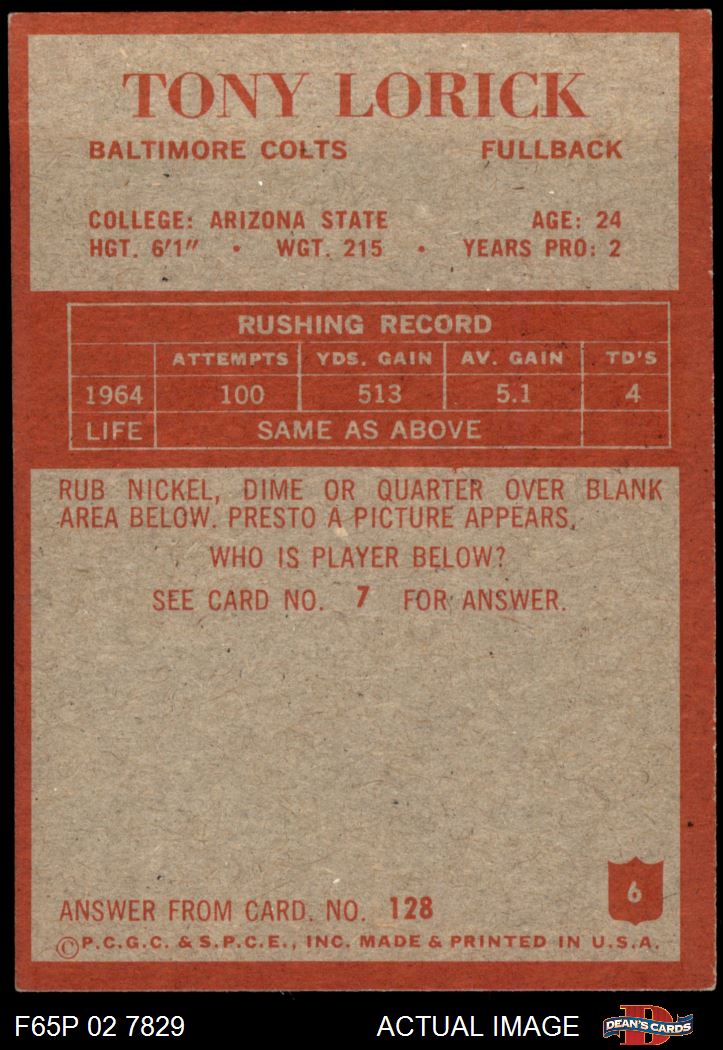 TONY LORICK
BALTIMORE COLTS FULLBACK
COLLEGE: ARIZONA STATE AGE: 24
HGT. 6'1" • WGT. 215 • YEARS PRO: 2
RUSHING RECORD
ATTEMPTS YDS. GAIN AV. GAIN TD'S
1964 100 513 5.1 4
LIFE SAME AS ABOVE
RUB NICKEL, DIME OR QUARTER OVER BLANK
AREA BELOW. PRESTO A PICTURE APPEARS.
WHO IS PLAYER BELOW?
SEE CARD NO. 7 FOR ANSWER.
6
ANSWER FROM CARD. NO. 128
©P.C.G.C. & S.P.C.E., INC. MADE & PRINTED IN U.S.A.
F65P 02 7829 ACTUAL IMAGE D DEAN'S CARDS